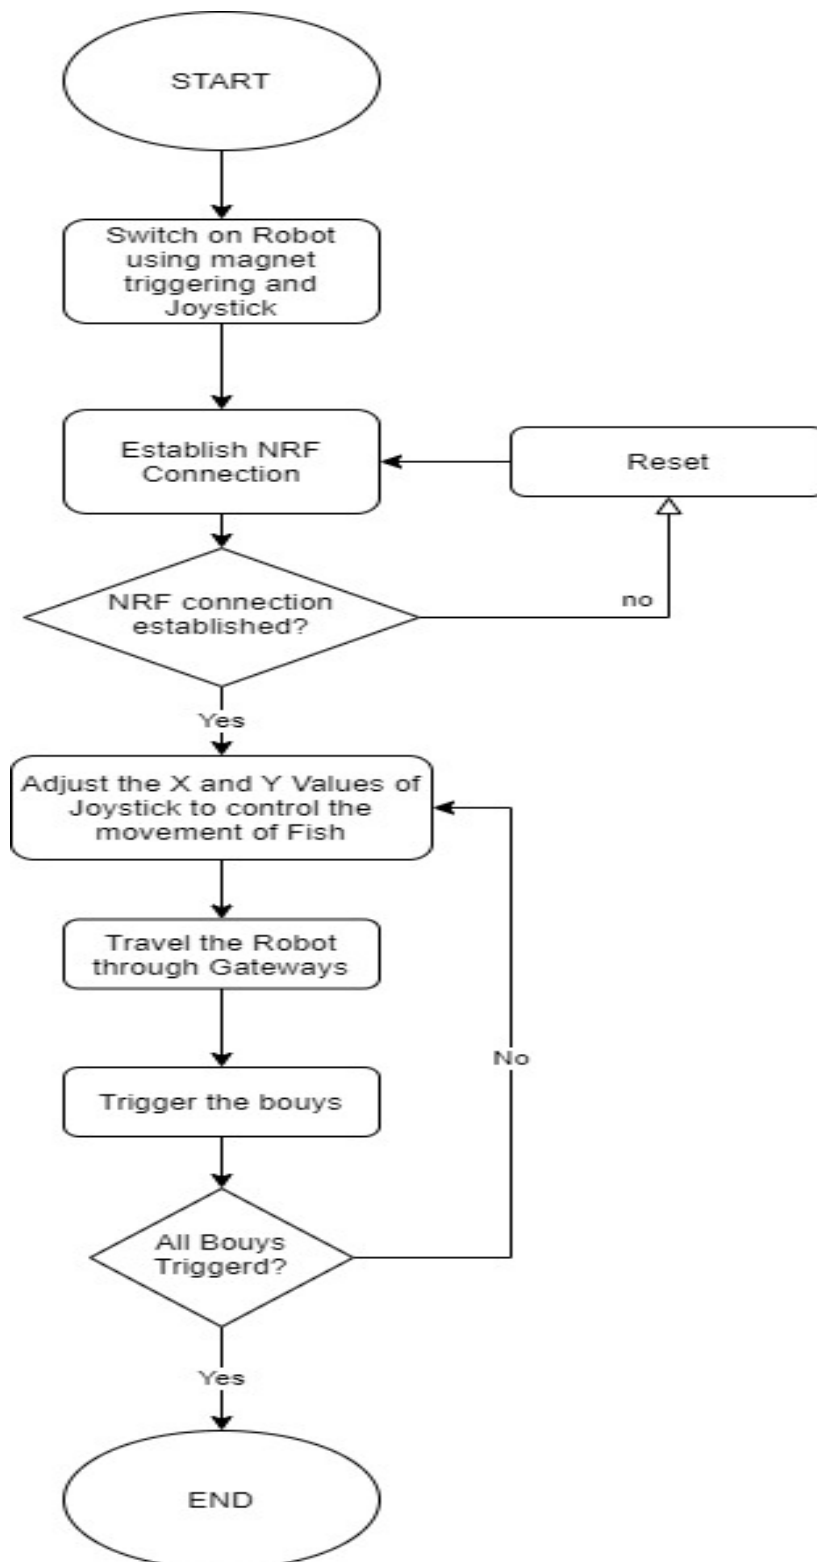 START
Switch on Robot
using magnet
triggering and
Joystick
Establish NRF
Connection
Reset
NRF connection
established?
no
Yes
Adjust the X and Y Values of
Joystick to control the
movement of Fish
Travel the Robot
through Gateways
No
Trigger the bouys
All Bouys
Triggerd?
Yes
END